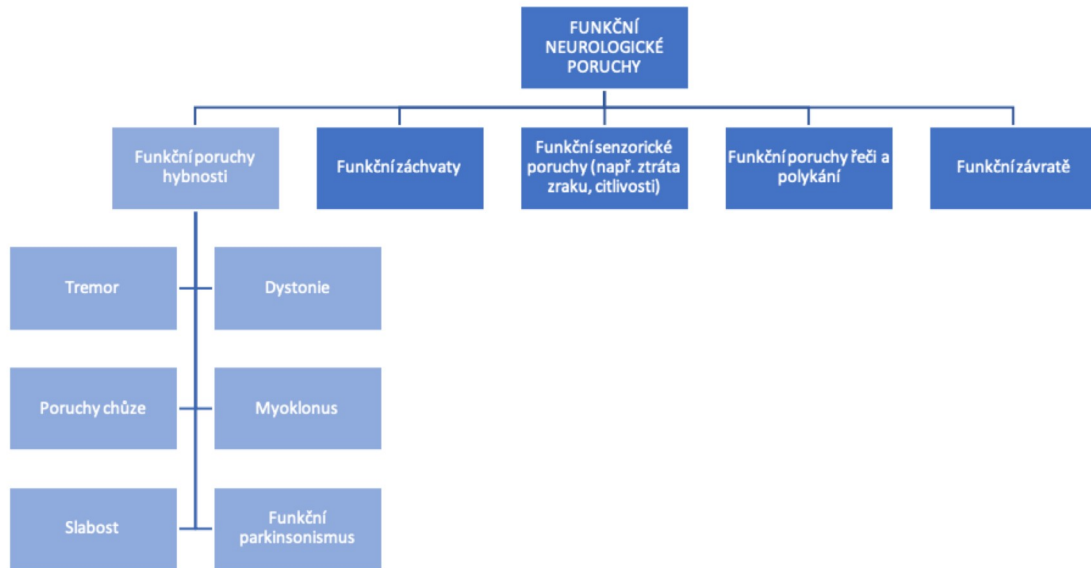 FUNKČNÍ
NEUROLOGICKÉ
PORUCHY
Funkční poruchy
hybnosti
Funkční záchvaty
Funkční senzorické
poruchy (např. ztráta
zraku, citlivosti)
Funkční poruchy řeči a
polykání
Funkční závratě
Tremor
Dystonie
Poruchy chůze
Myoklonus
Slabost
Funkční
parkinsonismus